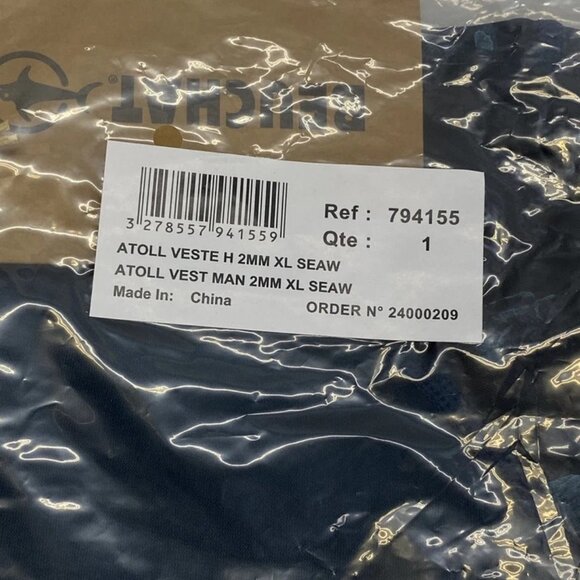 BEUCHAT®
3 278557 941559
Ref : 794155
Qte : 1
ATOLL VESTE H 2MM XL SEAW
ATOLL VEST MAN 2MM XL SEAW
Made In: China
ORDER N° 24000209